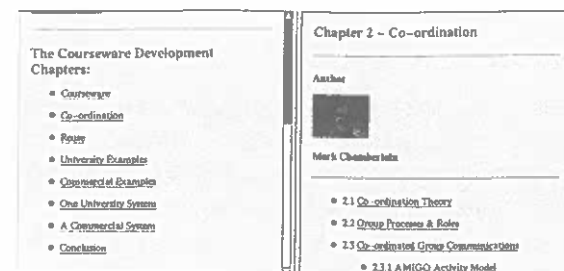 The Courseware Development
Chapters:
Courseware
Co-ordination
Reuse
University Examples
Commercial Examples
One University System
A Commercial System
Conclusion
Chapter 2 - Co-ordination
Author
Mark Chamberlain
2.1 Co-ordination Theory
2.2 Group Processes & Roles
2.3 Co-ordinated Group Communications
2.3.1 AMIGO Activity Model